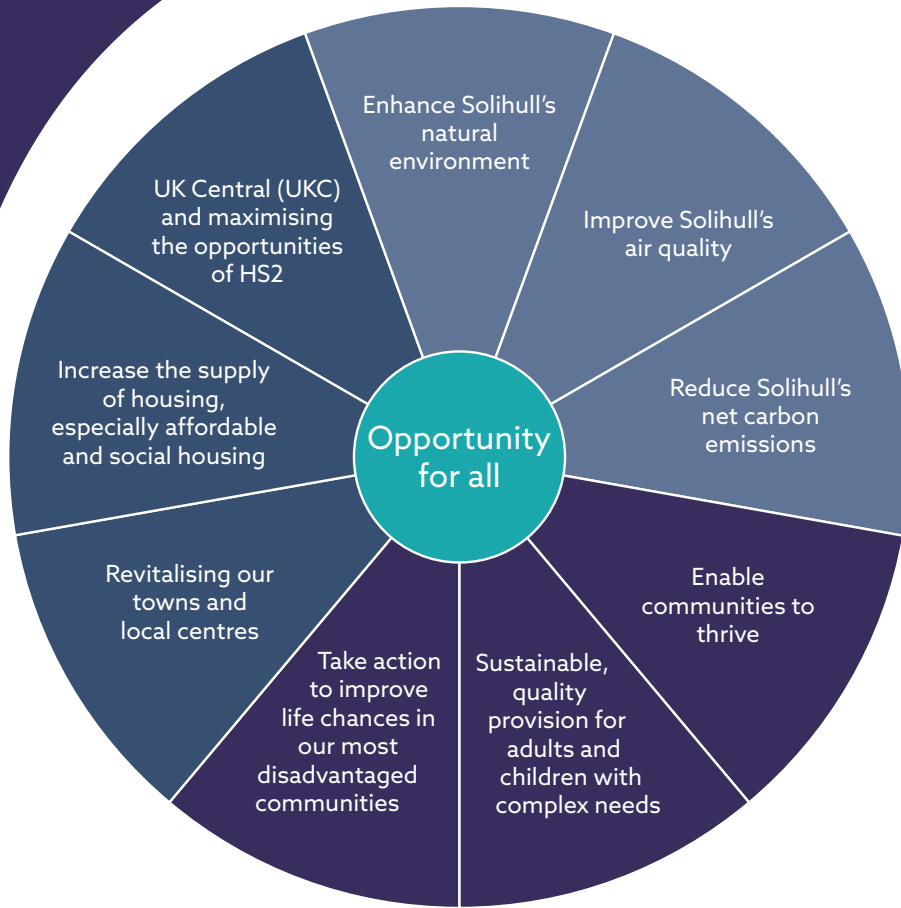 Enhance Solihull's
natural
environment
Improve Solihull's
air quality
Reduce Solihull's
net carbon
emissions
Enable
communities to
thrive
Sustainable,
quality
provision for
adults and
children with
complex needs
Take action
to improve
life chances in
our most
disadvantaged
communities
Revitalising our
towns and
local centres
Increase the supply
of housing,
especially affordable
and social housing
UK Central (UKC)
and maximising
the opportunities
of HS2
Opportunity
for all